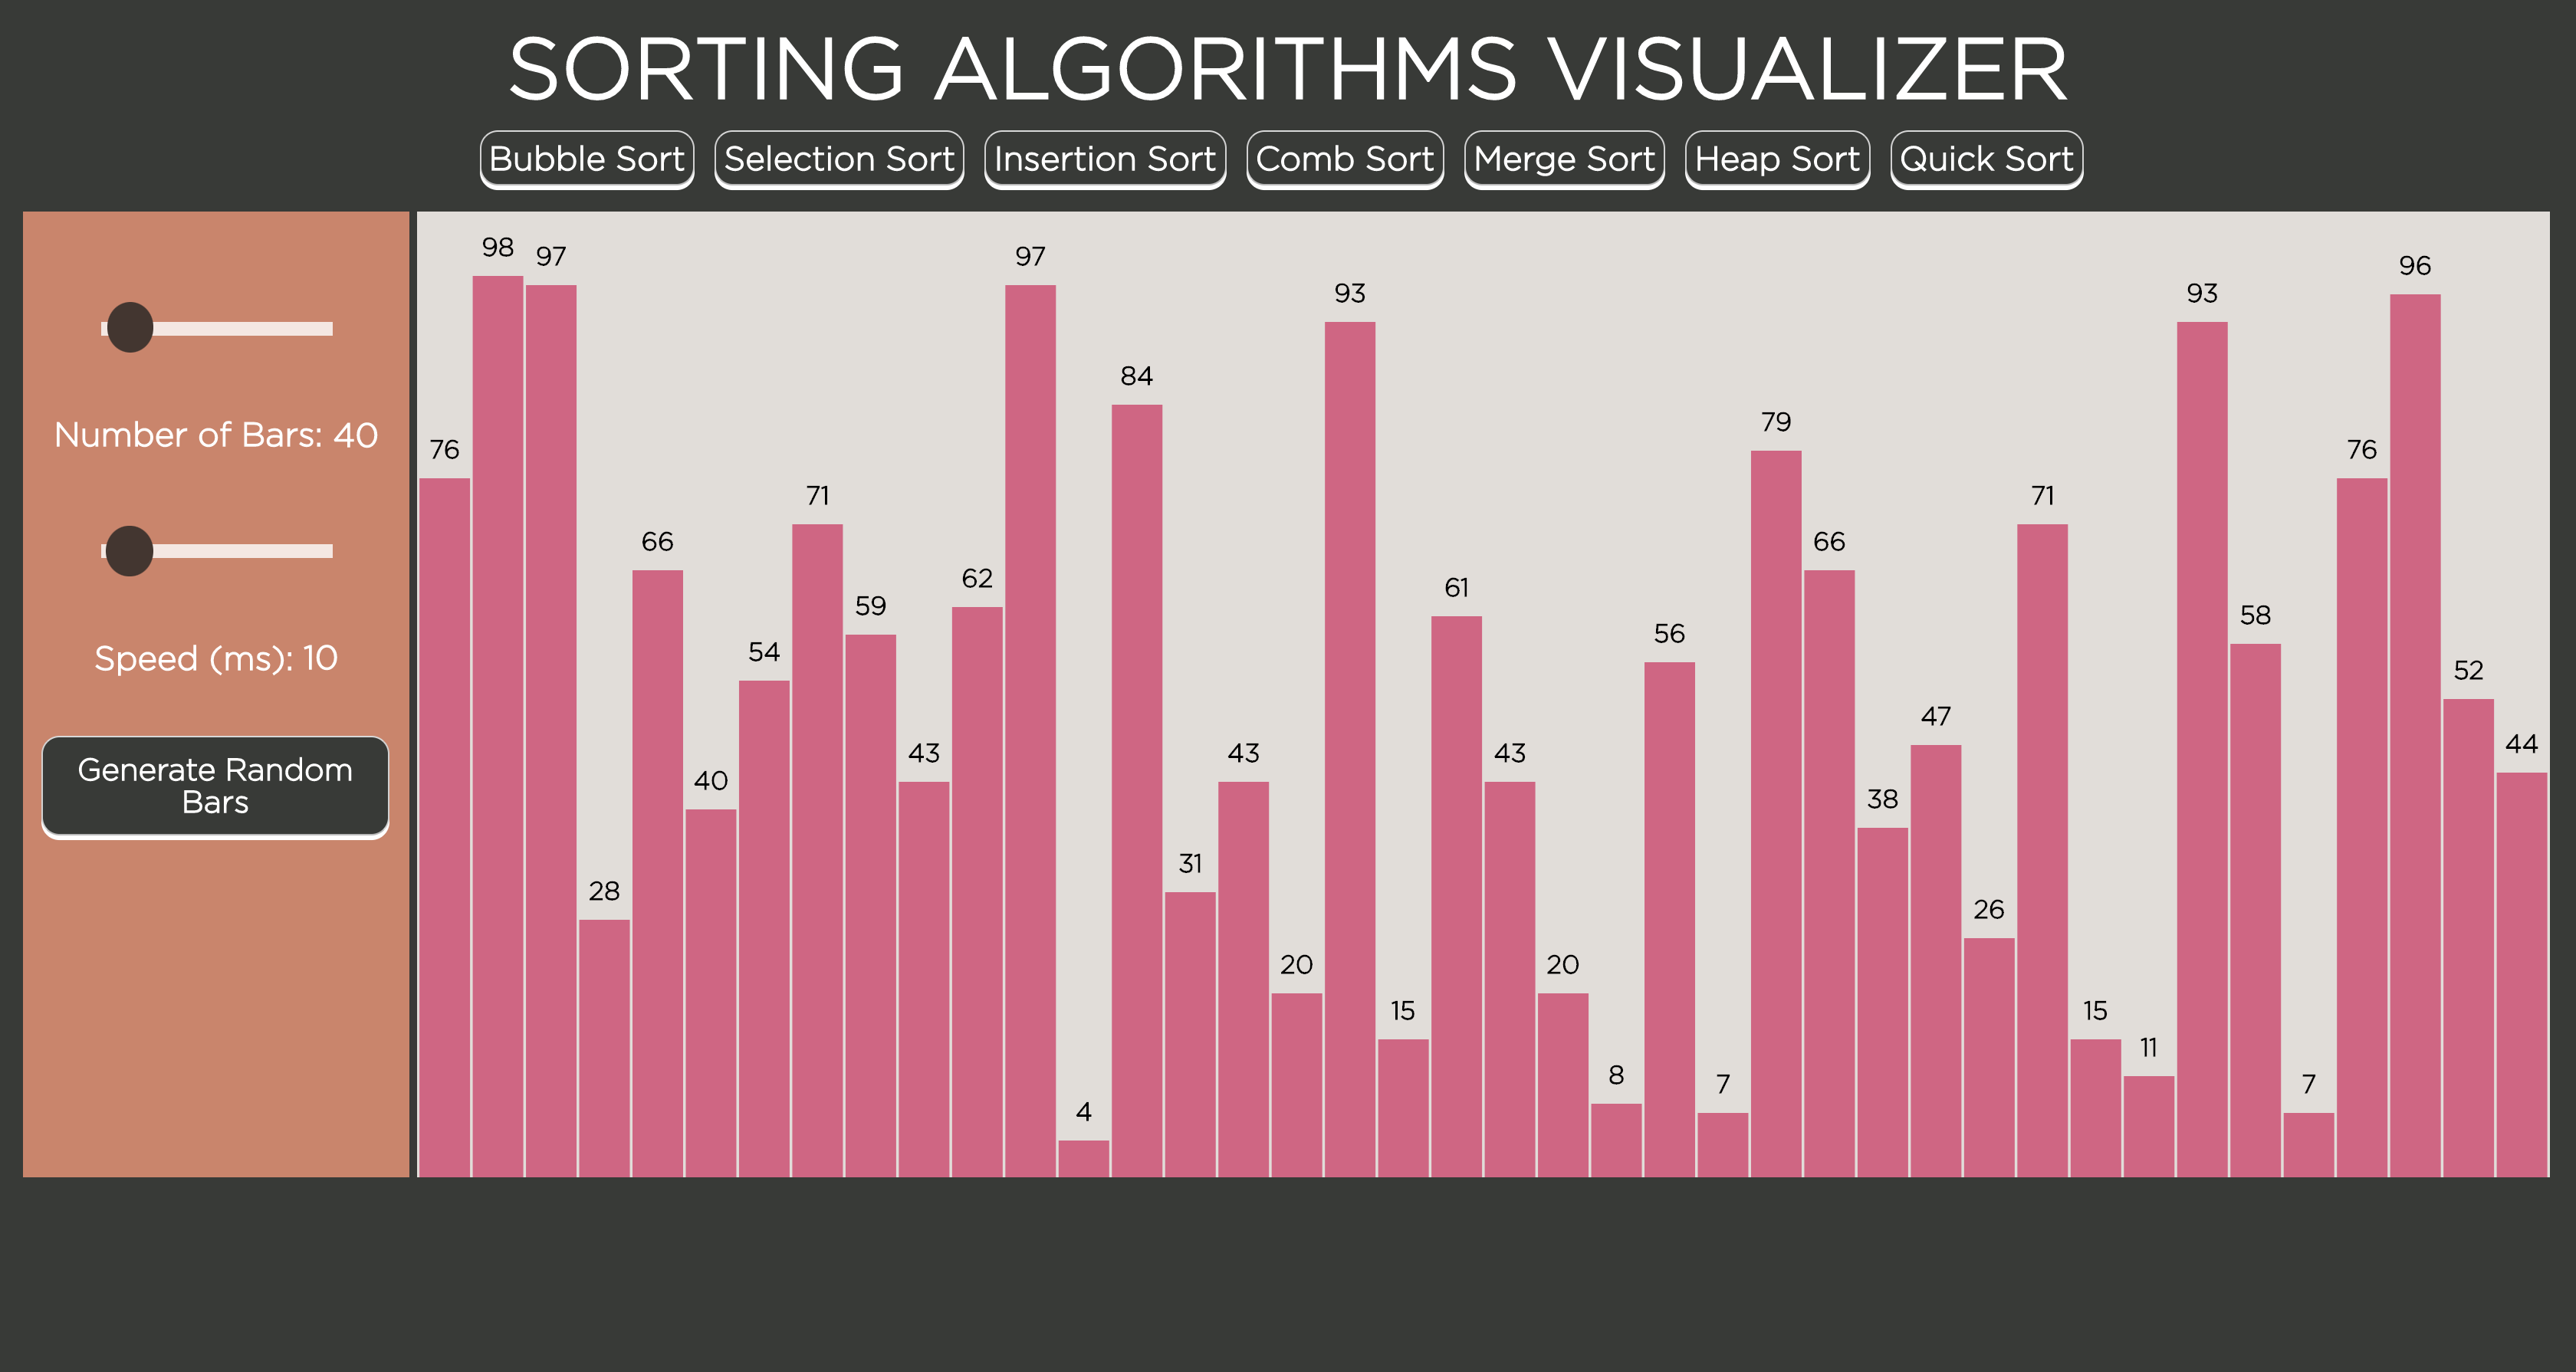 SORTING ALGORITHMS VISUALIZER
Bubble Sort Selection Sort Insertion Sort Comb Sort Merge Sort Heap Sort Quick Sort
Number of Bars: 40
Speed (ms): 10
Generate Random
Bars
76 98 97 28 66 40 54 71 59 43 62 97 4 84 31 43 20 93 15 61 43 20 8 56 7 79 66 38 47 26 71 15 11 93 58 7 76 96 52 44